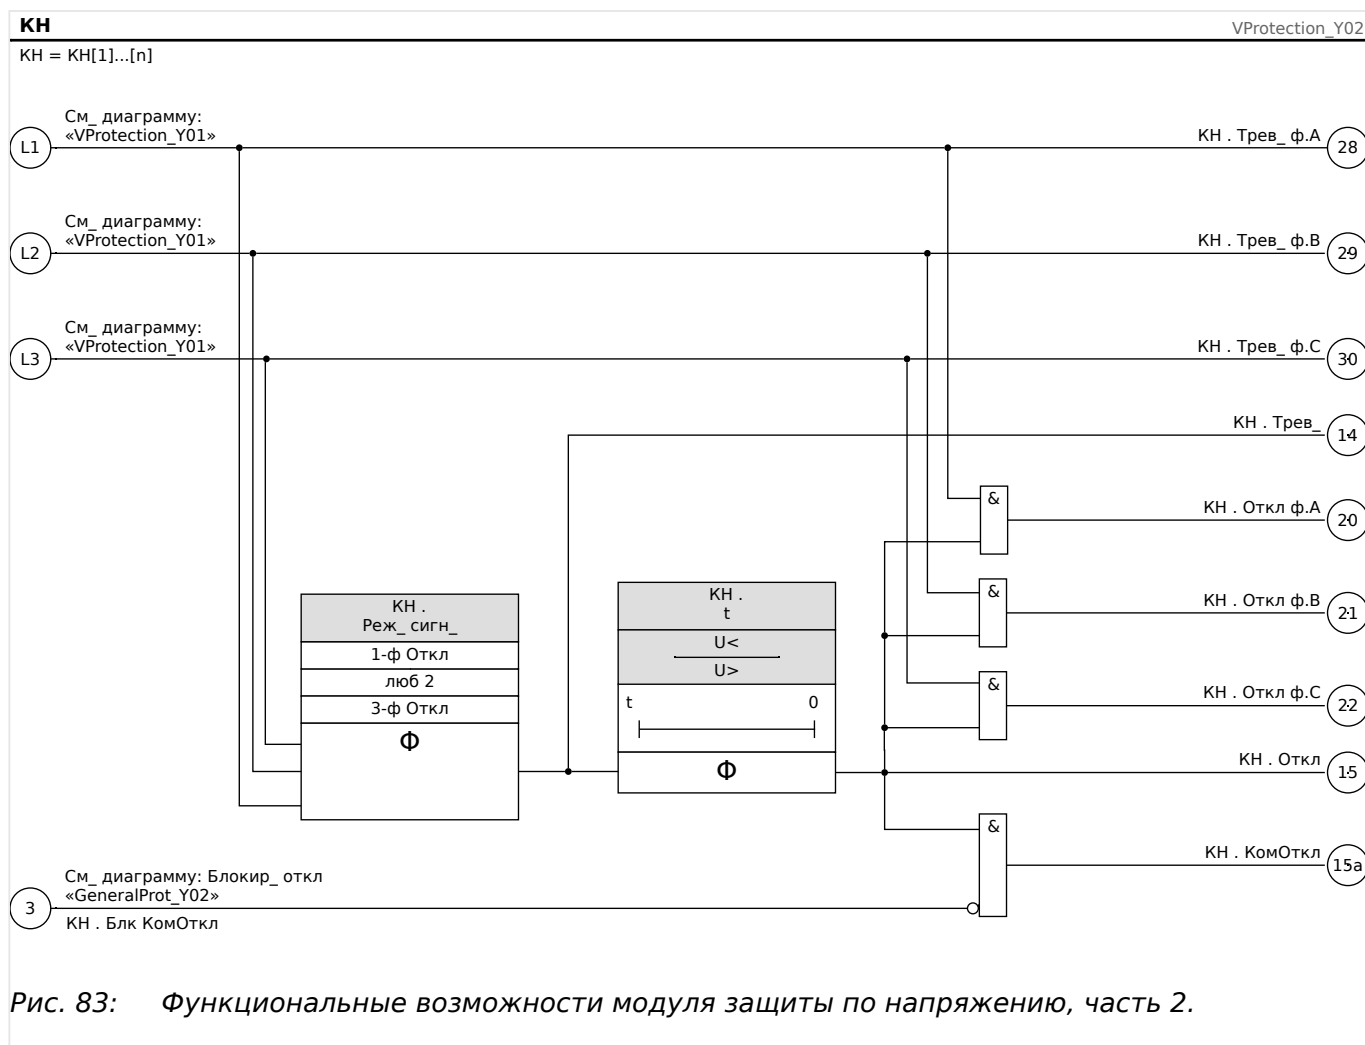 КН
VProtection_Y02
КН = КН[1]...[n]
См_ диаграмму:
«VProtection_Y01»
L1
КН . Трев_ ф.А
28
См_ диаграмму:
«VProtection_Y01»
L2
КН . Трев_ ф.В
29
См_ диаграмму:
«VProtection_Y01»
L3
КН . Трев_ ф.С
30
КН . Трев_
14
&
КН . Откл ф.А
20
&
КН . Откл ф.В
21
&
КН . Откл ф.С
22
КН .
Реж_ сигн_
1-ф Откл
люб 2
3-ф Откл
Φ
КН .
t
U<
U>
t 0
Φ
КН . Откл
15
&
КН . КомОткл
15a
См_ диаграмму: Блокир_ откл
«GeneralProt_Y02»
3
КН . Блк КомОткл
Рис. 83: Функциональные возможности модуля защиты по напряжению, часть 2.